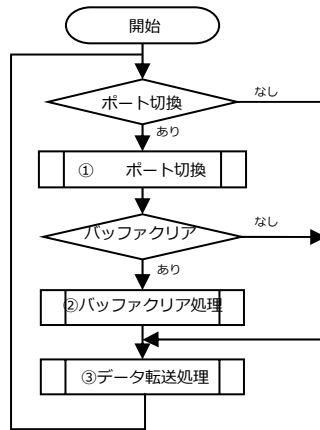 開始
ポート切換
なし
あり
①　ポート切換
バッファクリア
なし
あり
②バッファクリア処理
③データ転送処理